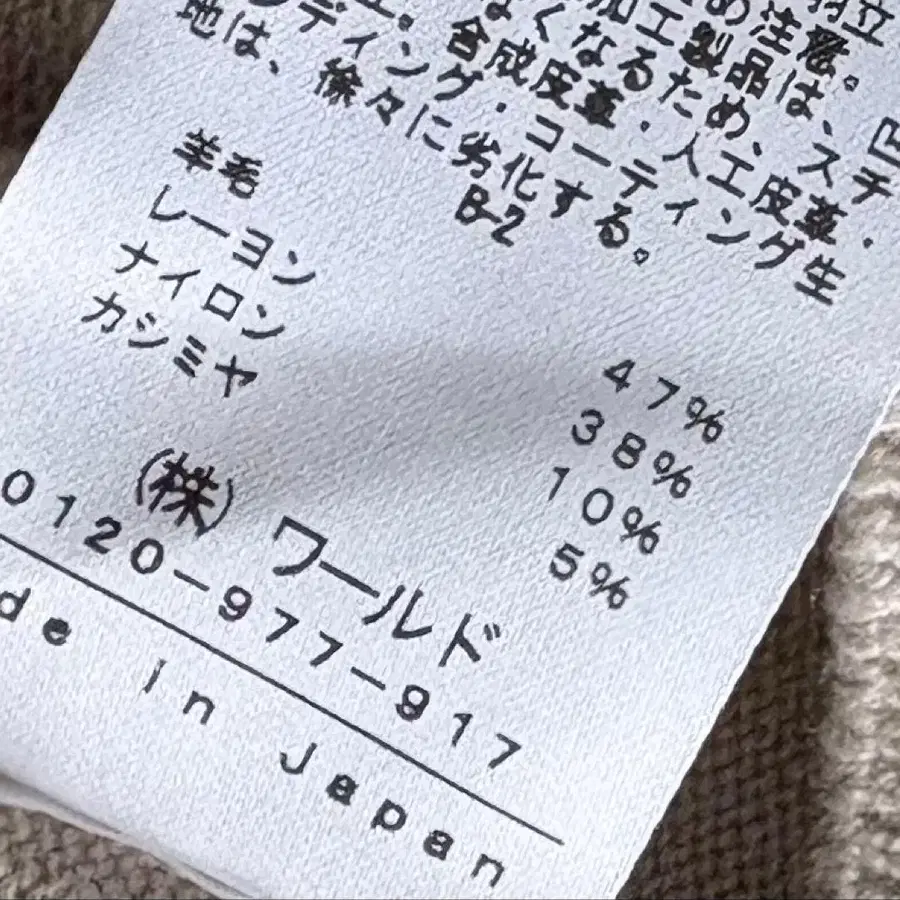 め注意。
加工製品は、ス
くなるため、
合成皮革・人工皮革・
ンディング・コーティング生
地は、徐々に劣化する。
B-2
羊毛 47%
レーヨン 38%
ナイロン 10%
カシミヤ 5%
(株) ワールド
0120-977-917
de in Japan